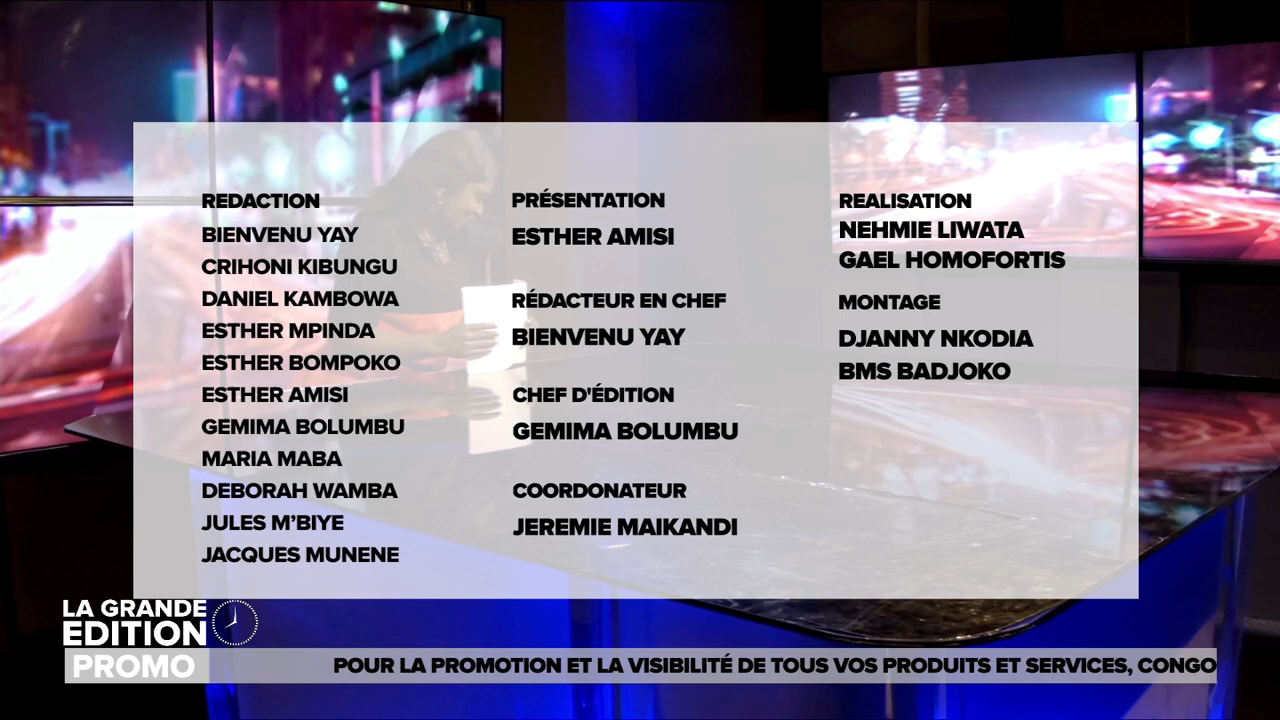 REDACTION
BIENVENU YAY
CRIHONI KIBUNGU
DANIEL KAMBOWA
ESTHER MPINDA
ESTHER BOMPOKO
ESTHER AMISI
GEMIMA BOLUMBU
MARIA MABA
DEBORAH WAMBA
JULES M’BIYE
JACQUES MUNENE
PRÉSENTATION
ESTHER AMISI
RÉDACTEUR EN CHEF
BIENVENU YAY
CHEF D'ÉDITION
GEMIMA BOLUMBU
COORDONATEUR
JEREMIE MAIKANDI
REALISATION
NEHMIE LIWATA
GAEL HOMOFORTIS
MONTAGE
DJANNY NKODIA
BMS BADJOKO
LA GRANDE
EDITION
PROMO
POUR LA PROMOTION ET LA VISIBILITÉ DE TOUS VOS PRODUITS ET SERVICES, CONGO